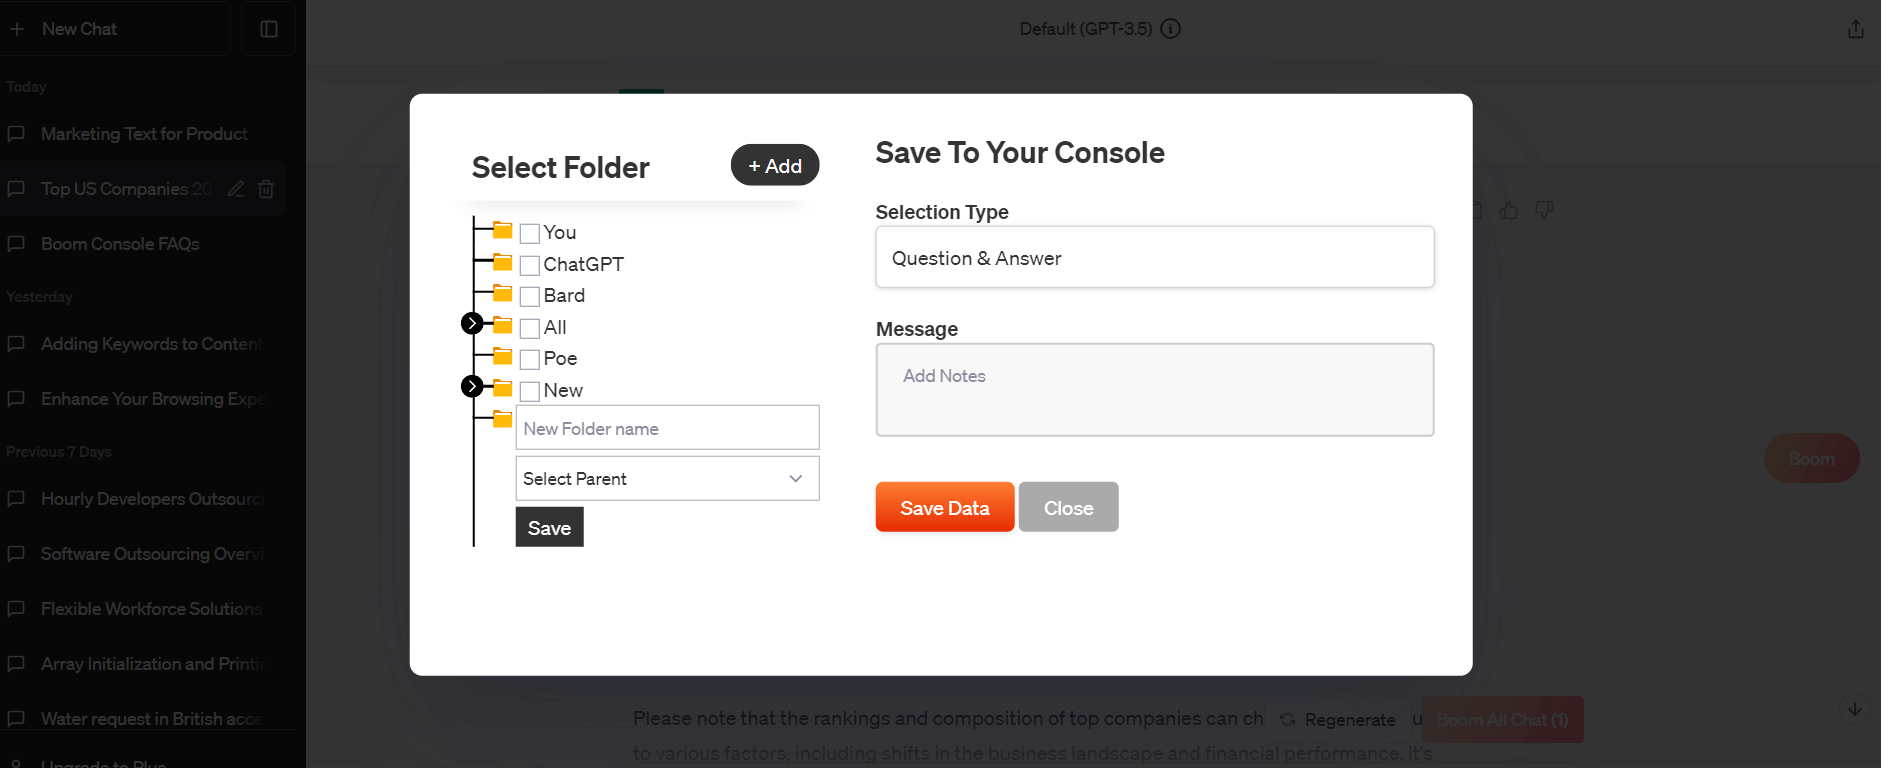 New Chat
Today
Marketing Text for Product
Top US Companies 20
Boom Console FAQs
Yesterday
Adding Keywords to Content
Enhance Your Browsing Expe
Previous 7 Days
Hourly Developers Outsourci
Software Outsourcing Overvi
Flexible Workforce Solutions
Array Initialization and Printin
Water request in British acce
Upgrade to Plus
Default (GPT-3.5)
Select Folder
+ Add
You
ChatGPT
Bard
All
Poe
New
New Folder name
Select Parent
Save
Save To Your Console
Selection Type
Question & Answer
Message
Add Notes
Save Data
Close
Boom
Please note that the rankings and composition of top companies can ch
Regenerate
u
Boom All Chat (1)
to various factors, including shifts in the business landscape and financial performance. It's